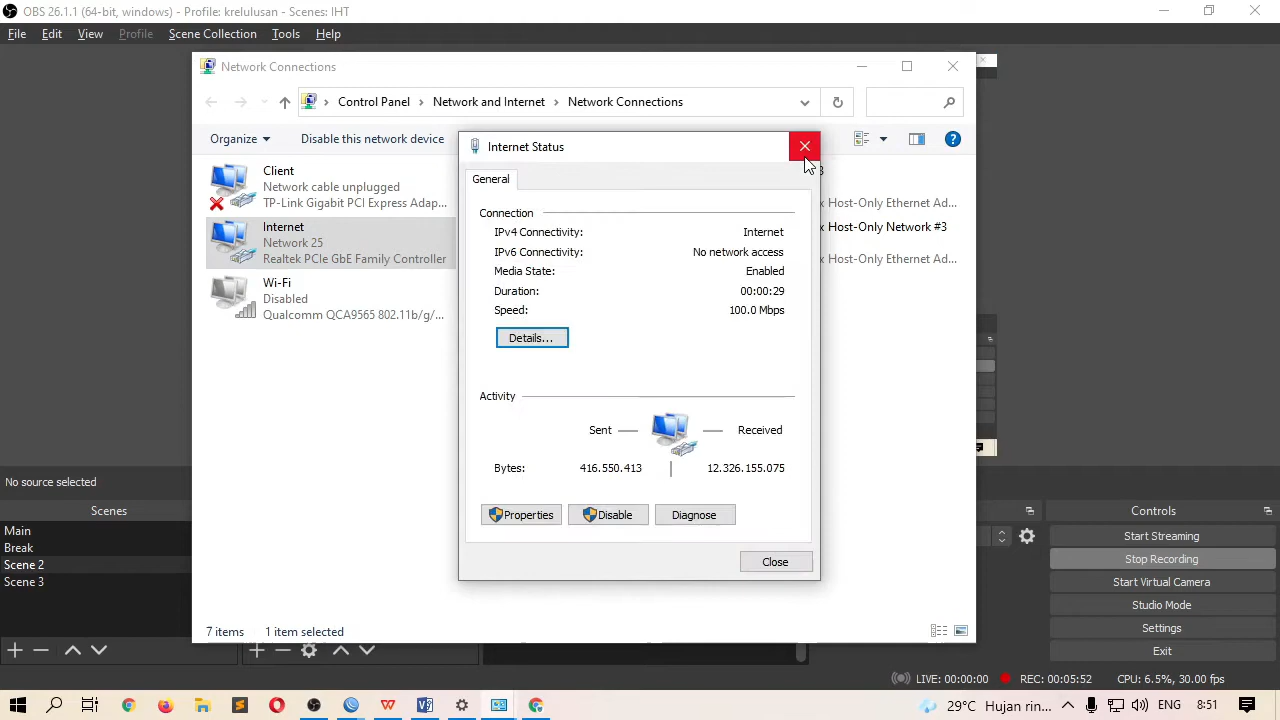 OBS 26.1.1 (64-bit, windows) - Profile: krelulusan - Scenes: IHT
File Edit View Profile Scene Collection Tools Help
Network Connections
Control Panel Network and Internet Network Connections
Organize Disable this network device
Client
Network cable unplugged
TP-Link Gigabit PCI Express Adap...
Internet
Network 25
Realtek PCIe GbE Family Controller
Wi-Fi
Disabled
Qualcomm QCA9565 802.11b/g/...
3
x Host-Only Ethernet Ad...
x Host-Only Network #3
x Host-Only Ethernet Ad...
Internet Status
General
Connection
IPv4 Connectivity: Internet
IPv6 Connectivity: No network access
Media State: Enabled
Duration: 00:00:29
Speed: 100.0 Mbps
Details...
Activity
Sent Received
Bytes: 416.550.413 12.326.155.075
Properties Disable Diagnose
Close
7 items 1 item selected
No source selected
Scenes
Main
Break
Scene 2
Scene 3
Controls
Start Streaming
Stop Recording
Start Virtual Camera
Studio Mode
Settings
Exit
LIVE: 00:00:00 REC: 00:05:52 CPU: 6.5%, 30.00 fps
29°C Hujan rin... ENG 8:51